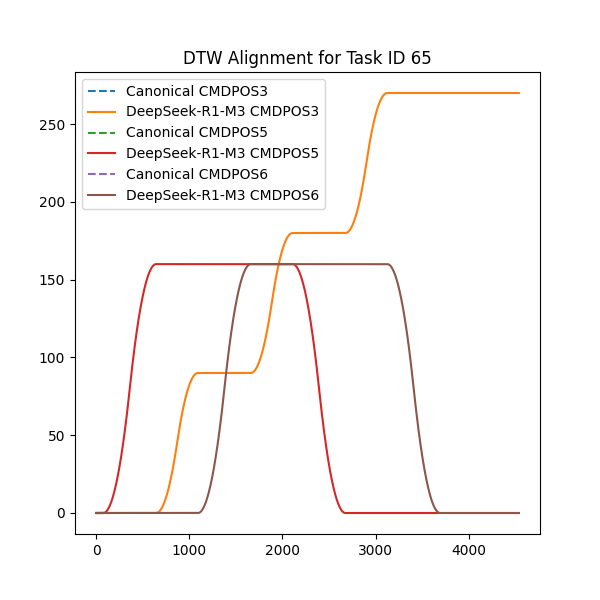 DTW Alignment for Task ID 65
Canonical CMDPOS3
DeepSeek-R1-M3 CMDPOS3
Canonical CMDPOS5
DeepSeek-R1-M3 CMDPOS5
Canonical CMDPOS6
DeepSeek-R1-M3 CMDPOS6
250
200
150
100
50
0
0 1000 2000 3000 4000